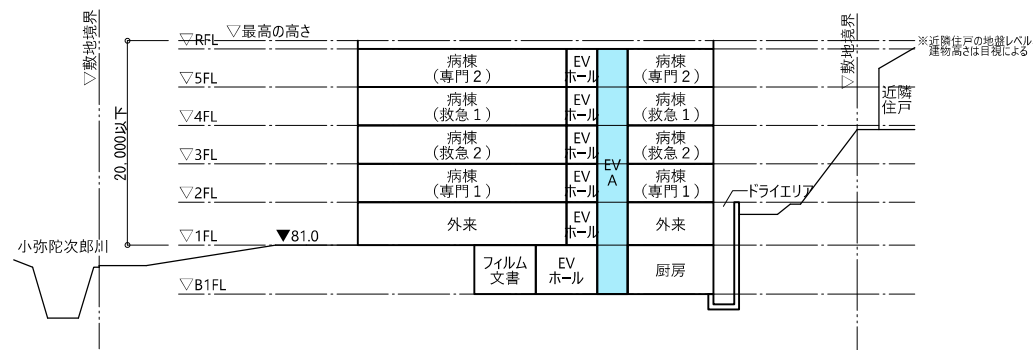 ▽敷地境界
▽最高の高さ
▽RFL
▽敷地境界
※近隣住戸の地盤レベル
建物高さは目視による
病棟
(専門2)
EV
ホール
病棟
(専門2)
▽5FL
病棟
(救急1)
EV
ホール
病棟
(救急1)
近隣
住戸
▽4FL
20,000以下
病棟
(救急2)
EV
ホール
病棟
(救急2)
▽3FL
EV
A
病棟
(専門1)
EV
ホール
病棟
(専門1)
ドライエリア
▽2FL
外来
EV
ホール
外来
▽1FL
▼81.0
小弥陀次郎川
フィルム
文書
EV
ホール
厨房
▽B1FL